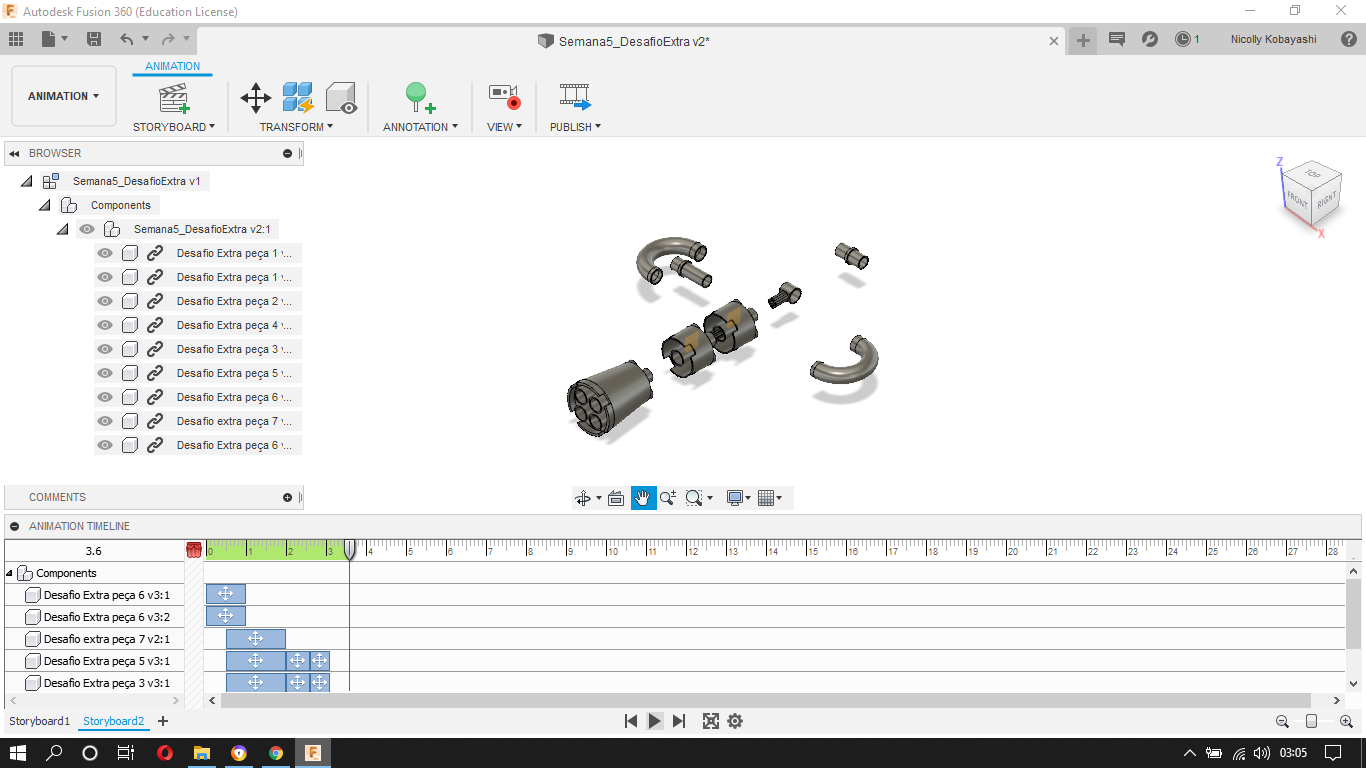 Autodesk Fusion 360 (Education License)
Semana5_DesafioExtra v2*
1
Nicolly Kobayashi
ANIMATION
ANIMATION
STORYBOARD
TRANSFORM
ANNOTATION
VIEW
PUBLISH
BROWSER
Semana5_DesafioExtra v1
Components
Semana5_DesafioExtra v2:1
Desafio Extra peça 1 v...
Desafio Extra peça 1 v...
Desafio Extra peça 2 v...
Desafio Extra peça 4 v...
Desafio Extra peça 3 v...
Desafio Extra peça 5 v...
Desafio Extra peça 6 v...
Desafio extra peça 7 v...
Desafio Extra peça 6 v...
Z
TOP
FRONT
RIGHT
X
COMMENTS
ANIMATION TIMELINE
3.6
0 1 2 3 4 5 6 7 8 9 10 11 12 13 14 15 16 17 18 19 20 21 22 23 24 25 26 27 28
Components
Desafio Extra peça 6 v3:1
Desafio Extra peça 6 v3:2
Desafio extra peça 7 v2:1
Desafio Extra peça 5 v3:1
Desafio Extra peça 3 v3:1
Storyboard1
Storyboard2
03:05